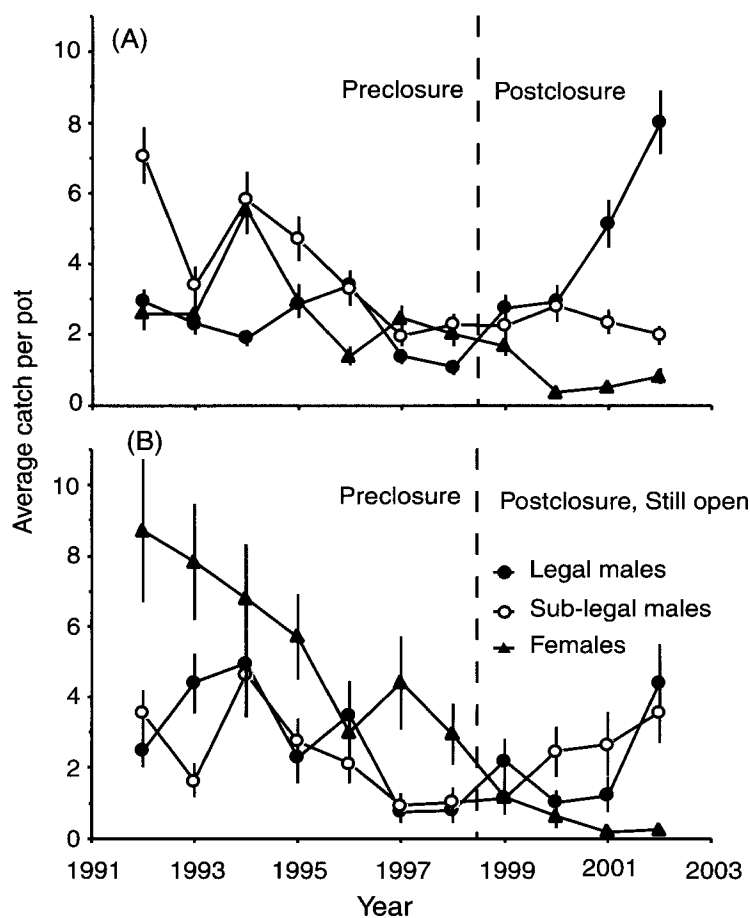 (A)
10
Preclosure
Postclosure
8
6
4
2
0
Average catch per pot
(B)
10
Preclosure
Postclosure, Still open
8
Legal males
Sub-legal males
6
Females
4
2
0
1991
1993
1995
1997
1999
2001
2003
Year